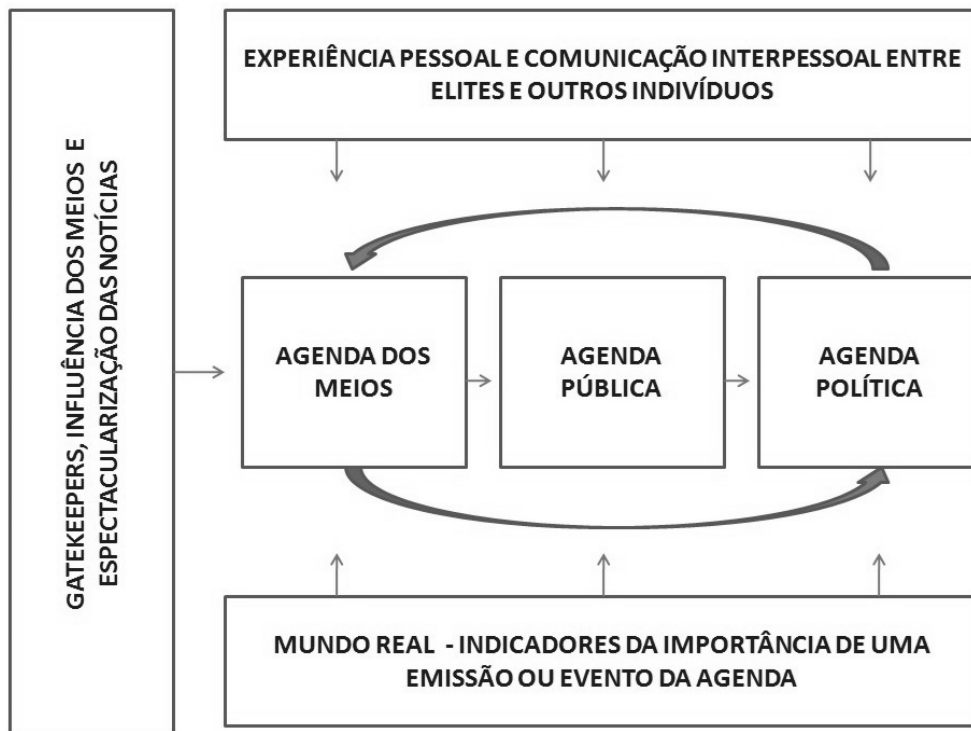 GATEKEEPERS, INFLUÊNCIA DOS MEIOS E
ESPECTACULARIZAÇÃO DAS NOTÍCIAS
EXPERIÊNCIA PESSOAL E COMUNICAÇÃO INTERPESSOAL ENTRE
ELITES E OUTROS INDIVÍDUOS
AGENDA DOS
MEIOS
AGENDA
PÚBLICA
AGENDA
POLÍTICA
MUNDO REAL - INDICADORES DA IMPORTÂNCIA DE UMA
EMISSÃO OU EVENTO DA AGENDA